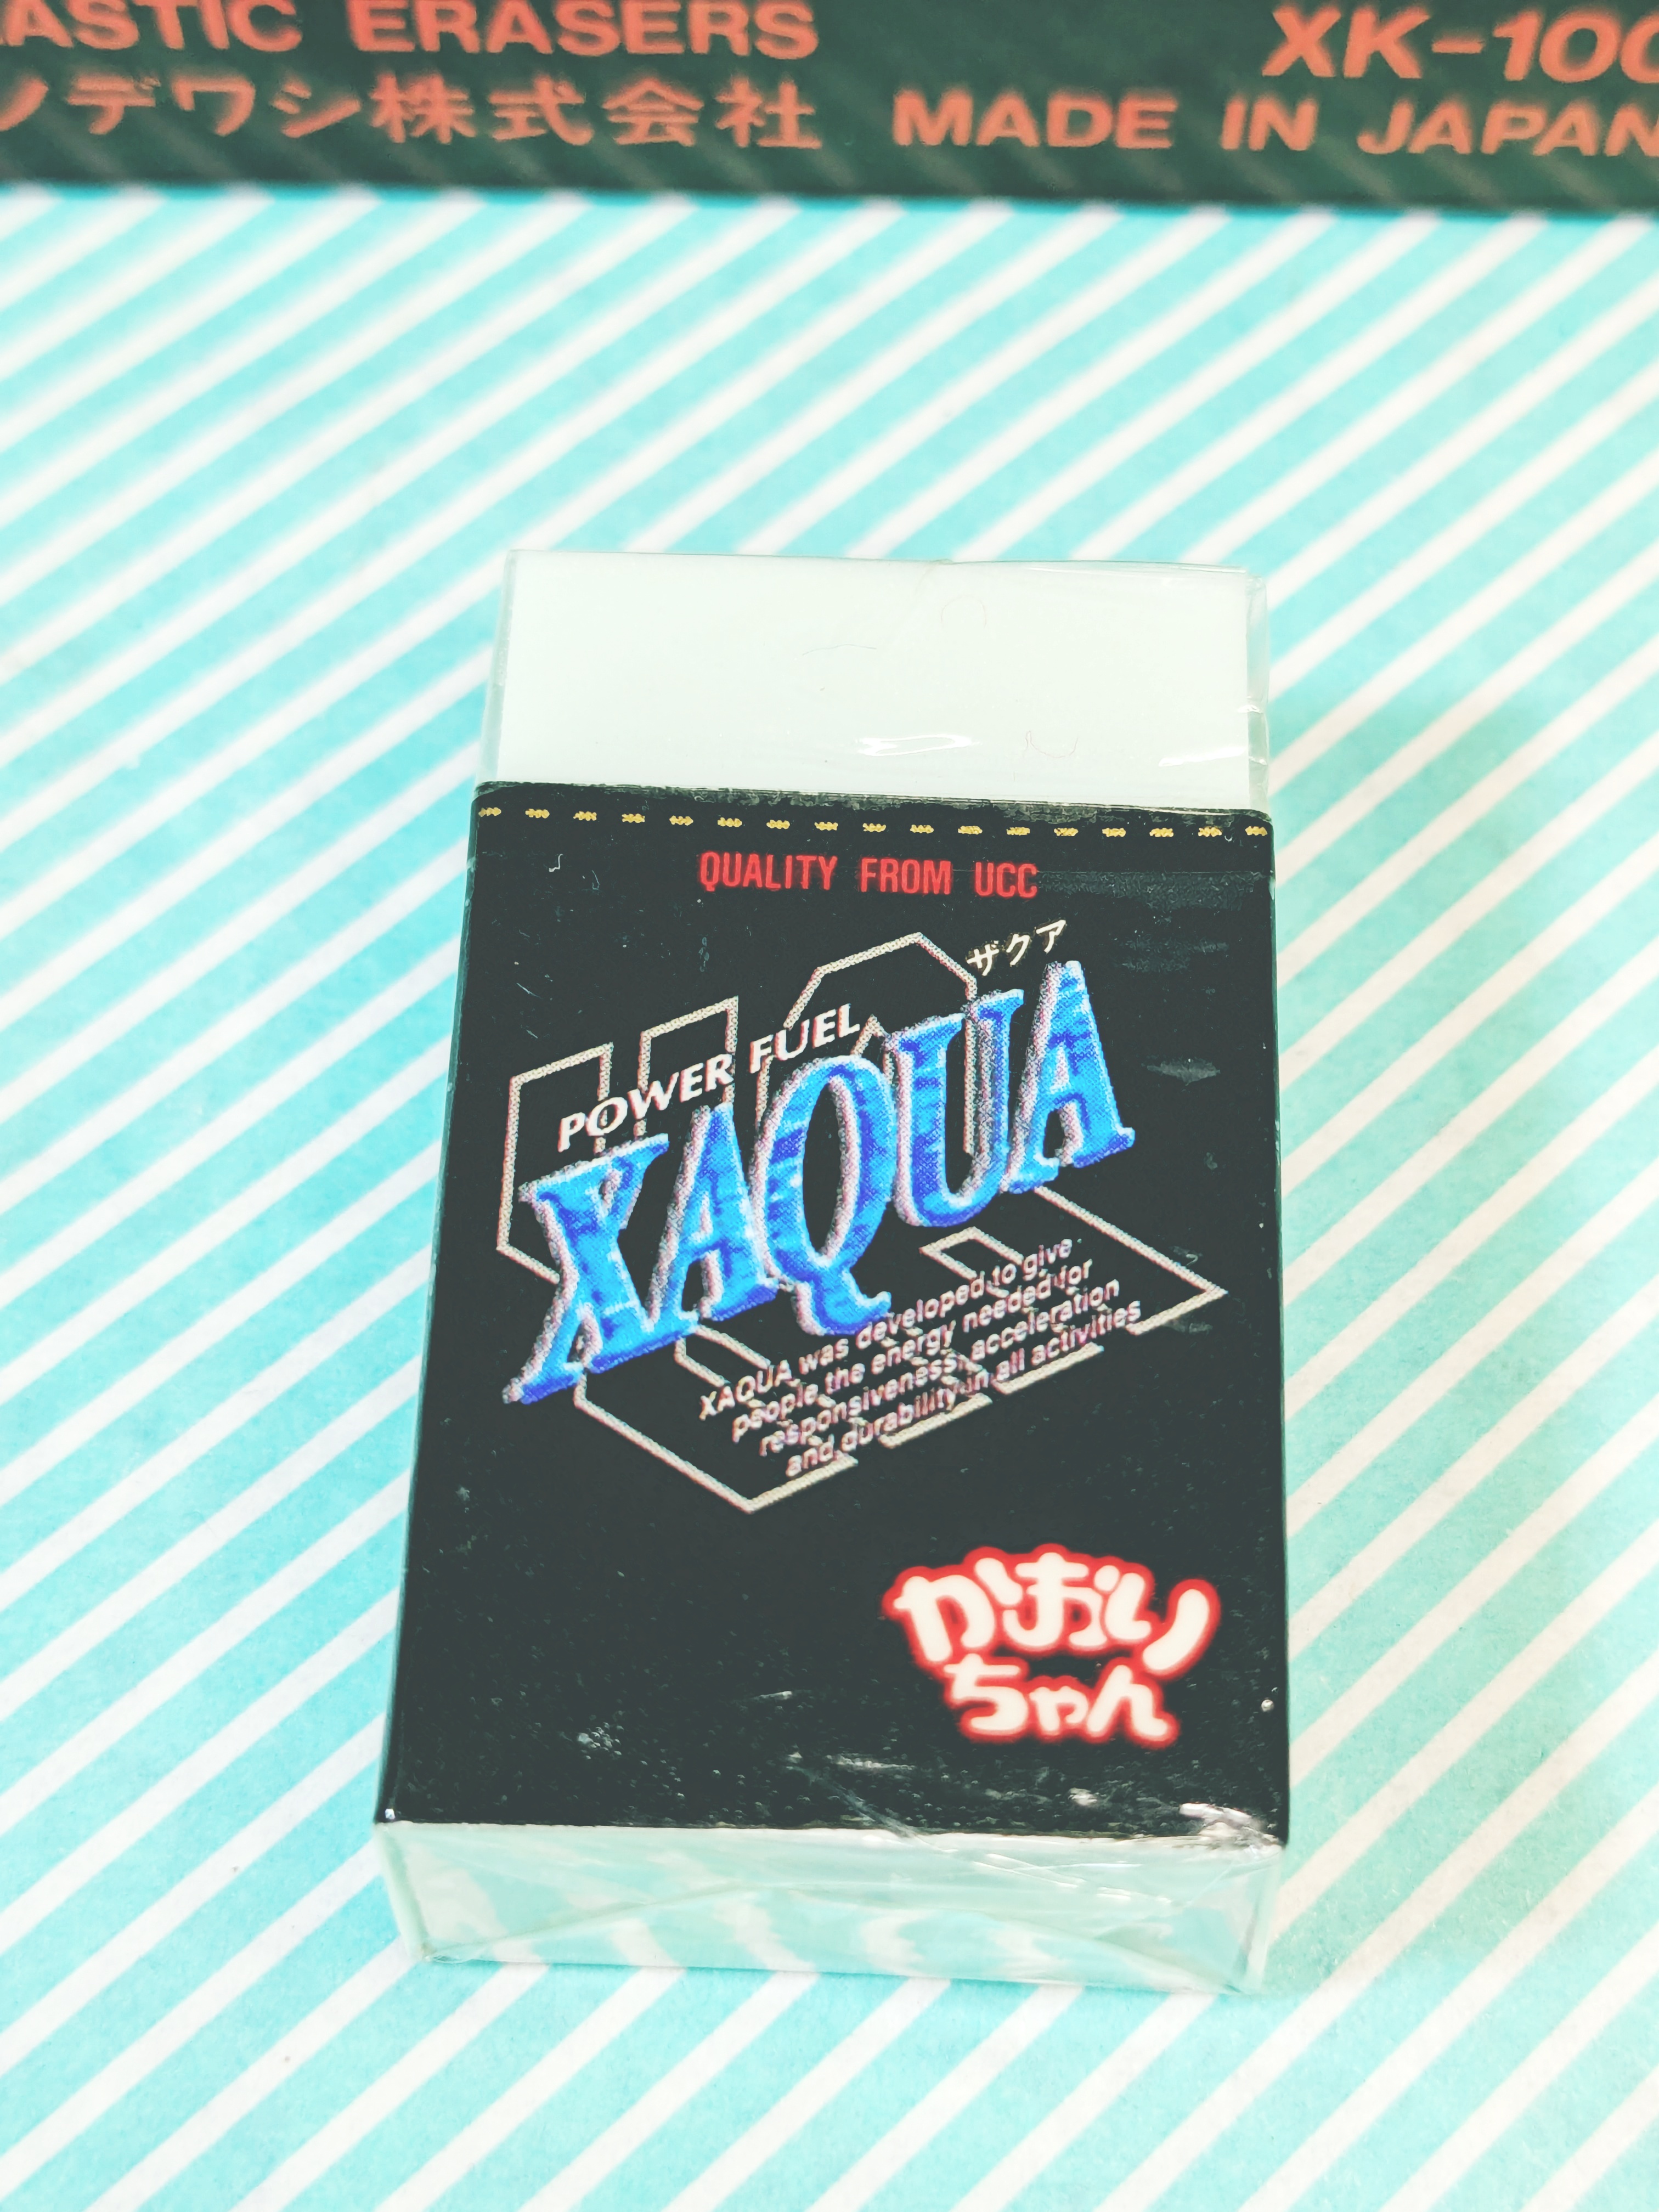 ASTIC ERASERS XK-100
ノデワシ株式会社 MADE IN JAPAN
QUALITY FROM UCC
ザクア
POWER FUEL
XAQUA
XAQUA was developed to give
people the energy needed for
responsiveness, acceleration
and durability in all activities
かおり
ちゃん